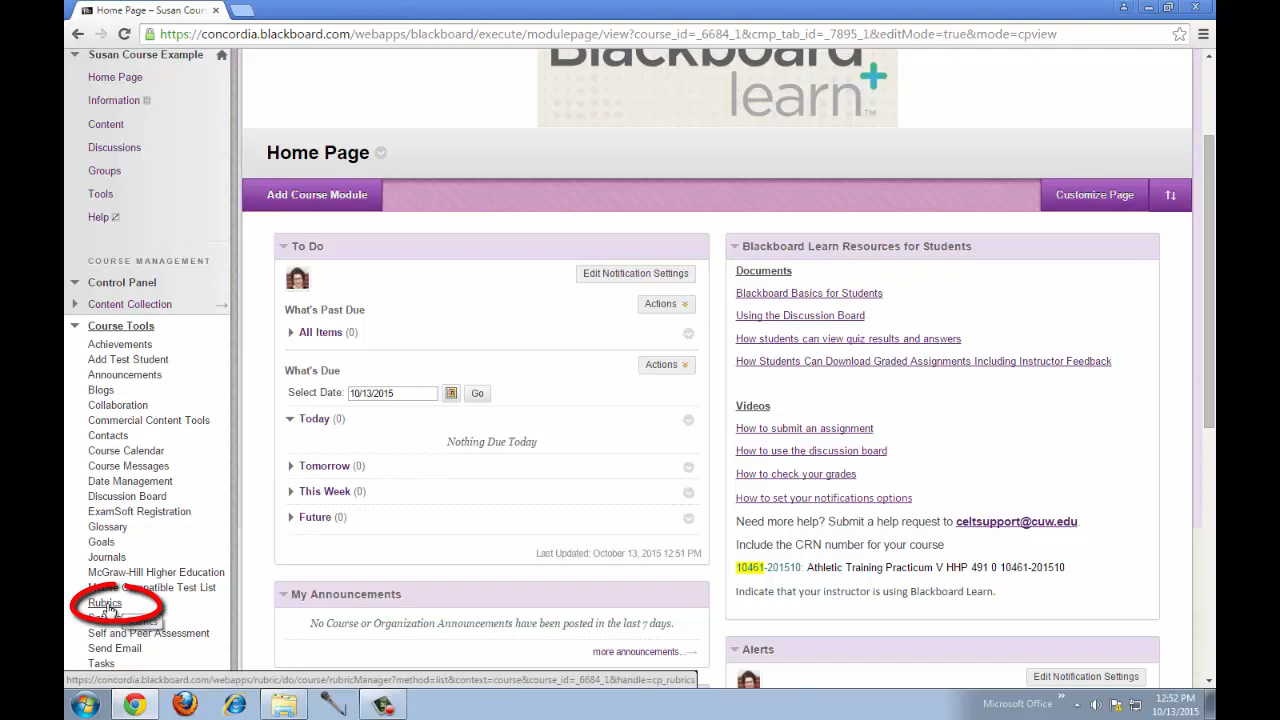 Home Page – Susan Cour
https://concordia.blackboard.com/webapps/blackboard/execute/modulepage/view?course_id=_6684_1&cmp_tab_id=_7895_1&editMode=true&mode=cpview
Susan Course Example
Home Page
Information
Content
Discussions
Groups
Tools
Help
COURSE MANAGEMENT
Control Panel
Content Collection
Course Tools
Achievements
Add Test Student
Announcements
Blogs
Collaboration
Commercial Content Tools
Contacts
Course Calendar
Course Messages
Date Management
Discussion Board
ExamSoft Registration
Glossary
Goals
Journals
McGraw-Hill Higher Education
Compatible Test List
Rubrics
Self and Peer Assessment
Send Email
Tasks
Blackboard
learn+™
Home Page
Add Course Module
Customize Page
To Do
Edit Notification Settings
What's Past Due
Actions
All Items (0)
What's Due
Actions
Select Date: 10/13/2015 Go
Today (0)
Nothing Due Today
Tomorrow (0)
This Week (0)
Future (0)
Last Updated: October 13, 2015 12:51 PM
My Announcements
No Course or Organization Announcements have been posted in the last 7 days.
more announcements...
Blackboard Learn Resources for Students
Documents
Blackboard Basics for Students
Using the Discussion Board
How students can view quiz results and answers
How Students Can Download Graded Assignments Including Instructor Feedback
Videos
How to submit an assignment
How to use the discussion board
How to check your grades
How to set your notifications options
Need more help? Submit a help request to celtsupport@cuw.edu.
Include the CRN number for your course
10461-201510: Athletic Training Practicum V HHP 491 0 10461-201510
Indicate that your instructor is using Blackboard Learn.
Alerts
Edit Notification Settings
https://concordia.blackboard.com/webapps/rubric/do/course/rubricManager?method=list&context=course&course_id=_6684_1&handle=cp_rubrics
Microsoft Office
12:52 PM
10/13/2015